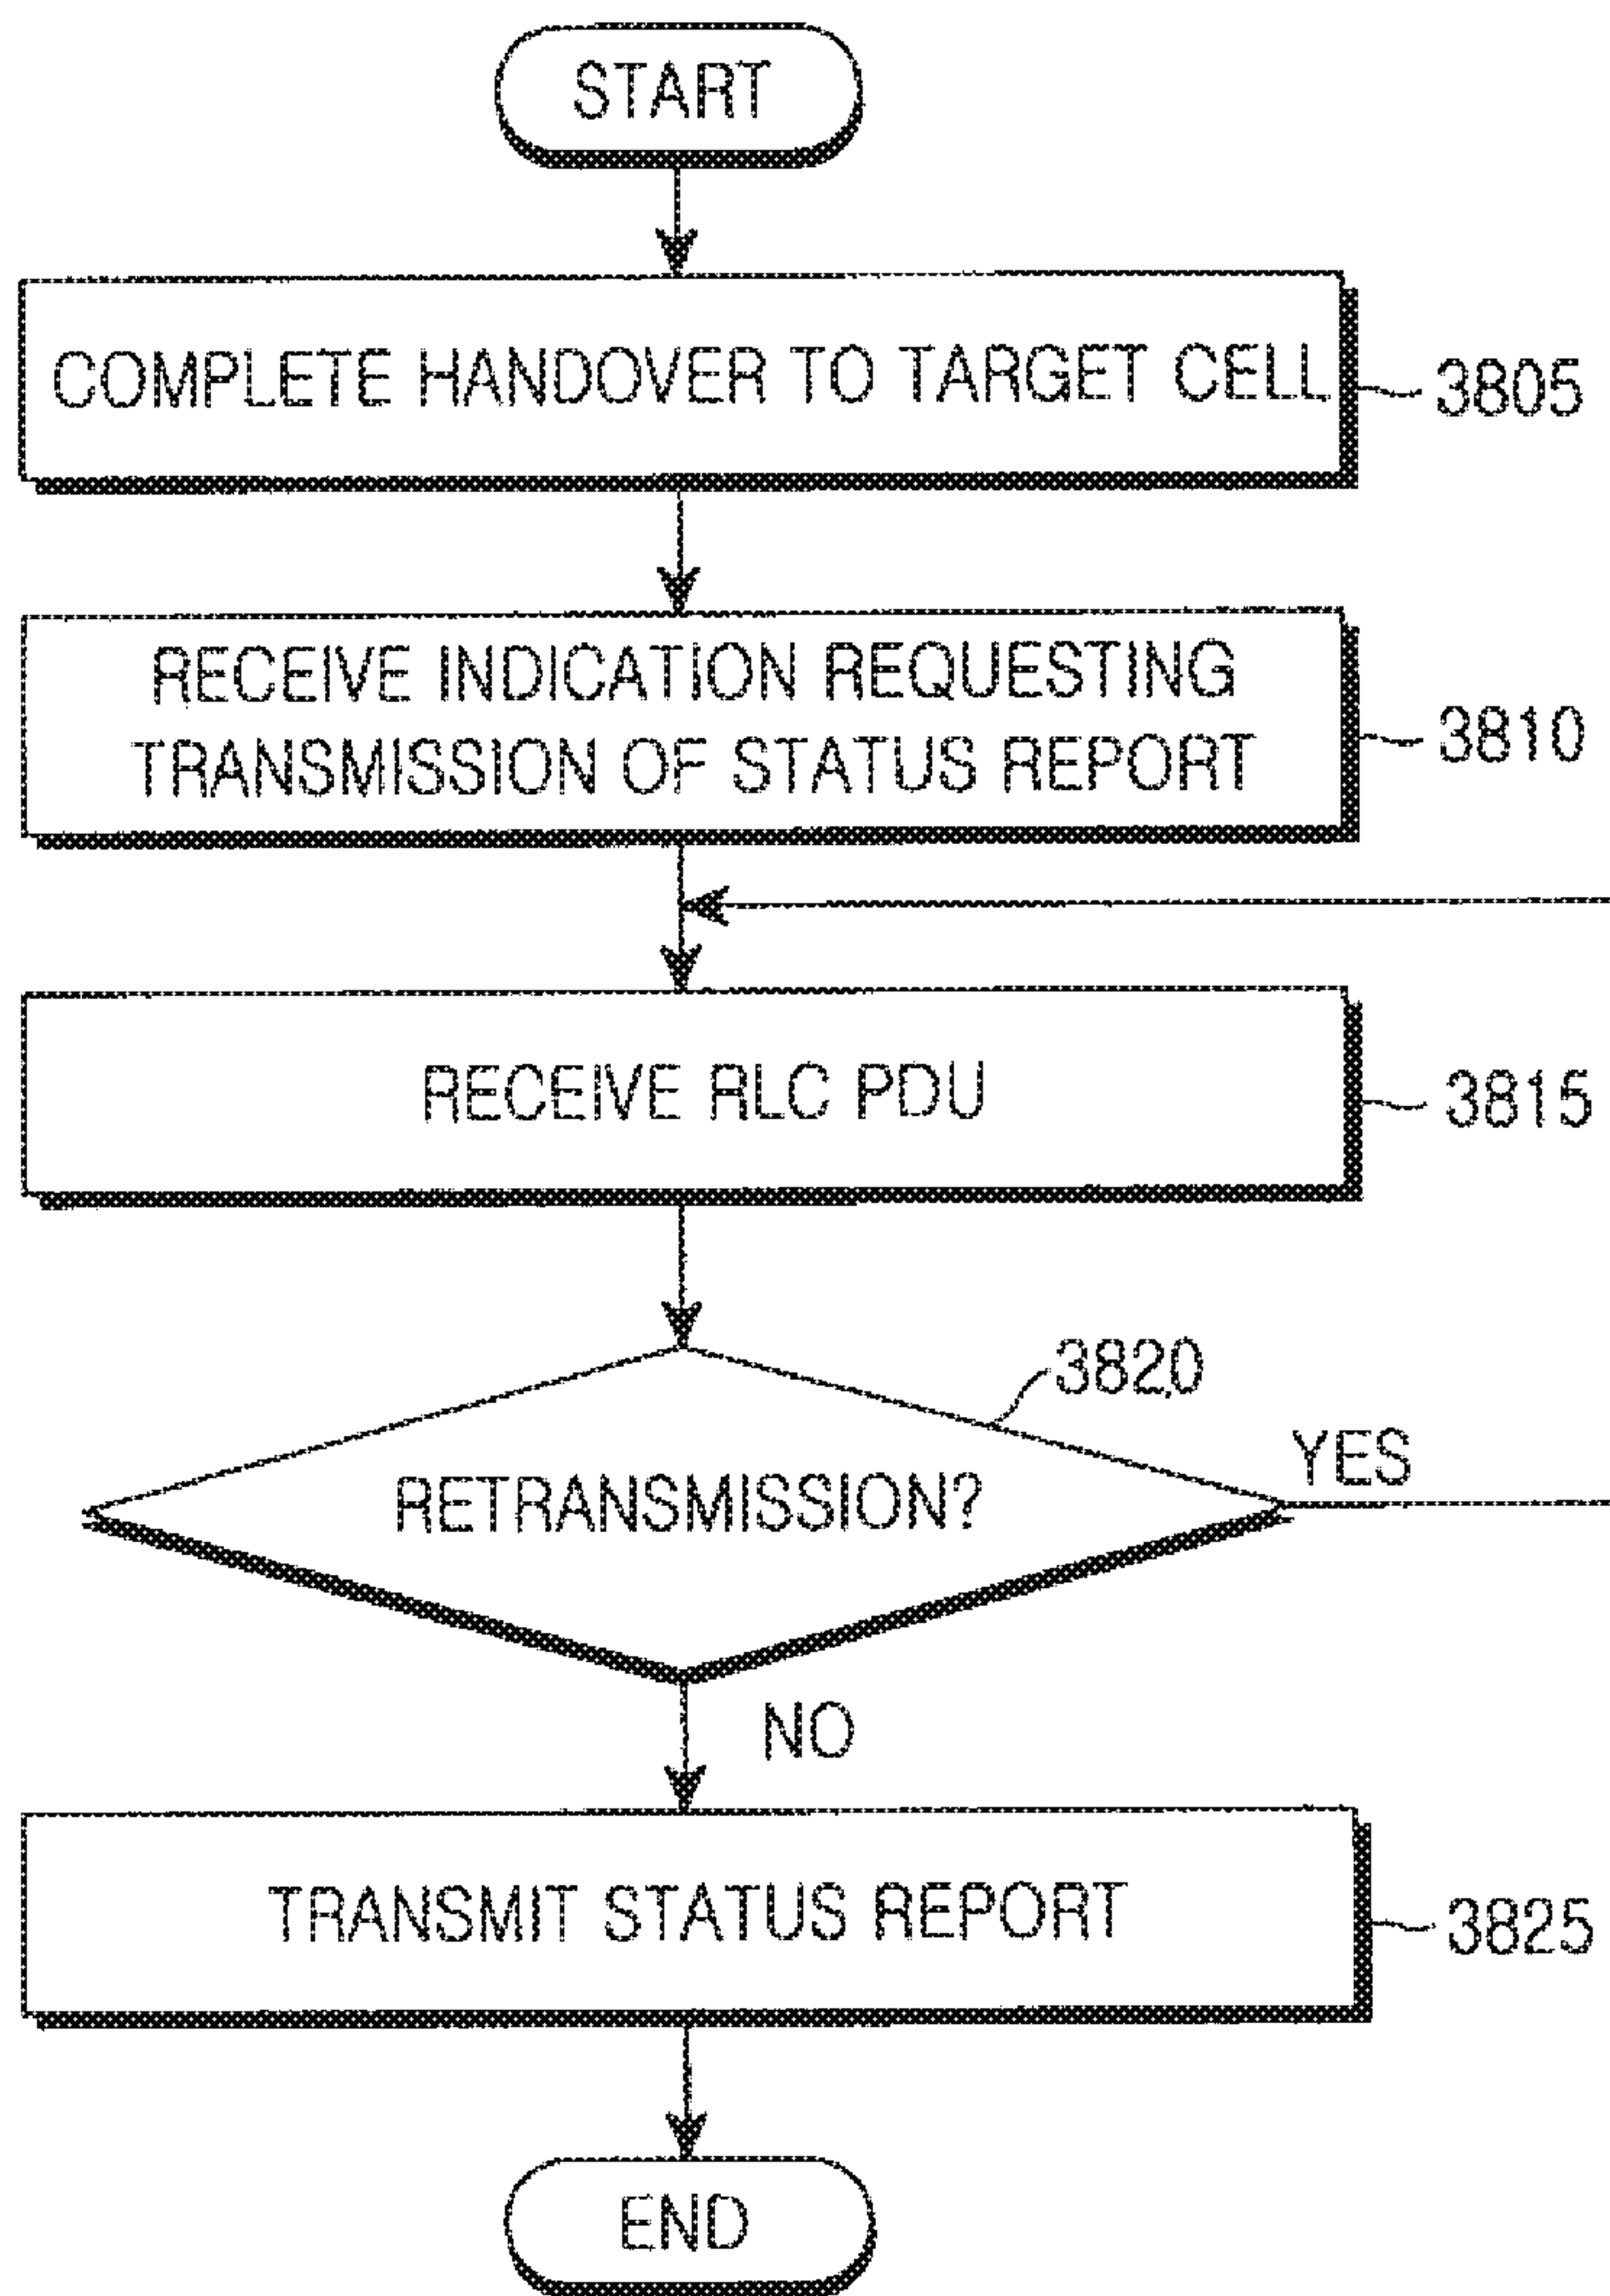 START
COMPLETE HANDOVER TO TARGET CELL
3805
RECEIVE INDICATION REQUESTING
TRANSMISSION OF STATUS REPORT
3810
RECEIVE RLC PDU
3815
3820
RETRANSMISSION?
YES
NO
TRANSMIT STATUS REPORT
3825
END